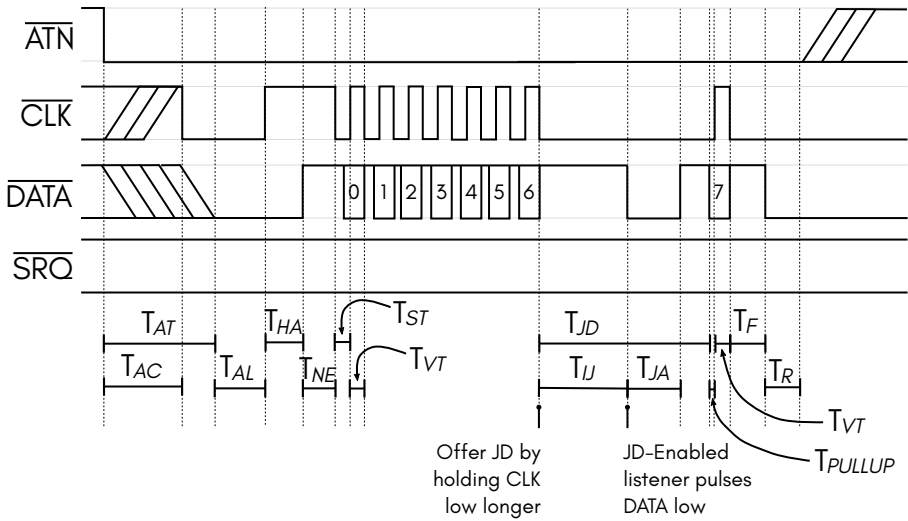 ATN
CLK
DATA
0 1 2 3 4 5 6 7
SRQ
TAT THA TST TJD TF
TAC TAL TNE TVT TIJ TJA TR
TVT
TPULLUP
Offer JD by
holding CLK
low longer
JD-Enabled
listener pulses
DATA low